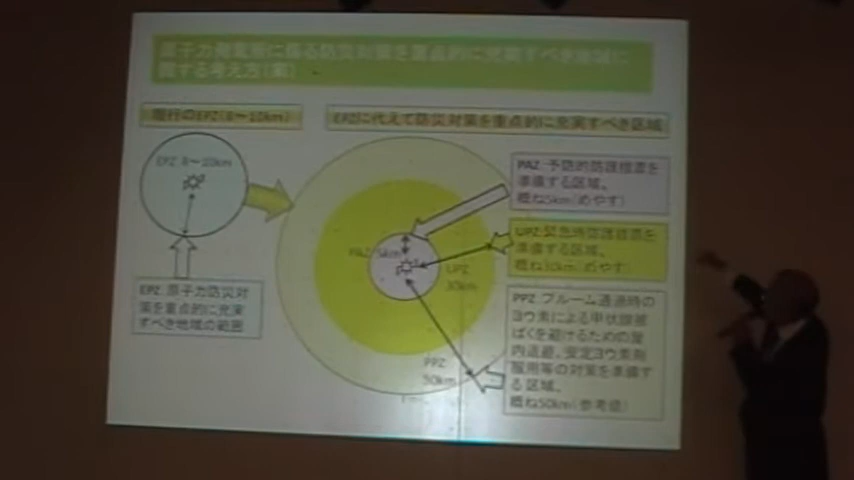 原子力発電所に係る防災対策を重点的に充実すべき地域に
関する考え方(案)
現行のEPZ(8～10km)
EPZに代えて防災対策を重点的に充実すべき区域
EPZ 8～10km
EPZ:原子力防災対
策を重点的に充実
すべき地域の範囲
PAZ:予防的防護措置を
準備する区域。
概ね5km(めやす)
UPZ:緊急時防護措置を
準備する区域。
概ね30km(めやす)
PAZ 5km
UPZ
30km
PPZ
50km
PPZ:プルーム通過時の
ヨウ素による甲状腺被
ばくを避けるための屋
内退避、安定ヨウ素剤
服用等の対策を準備す
る区域。
概ね50km(参考値)